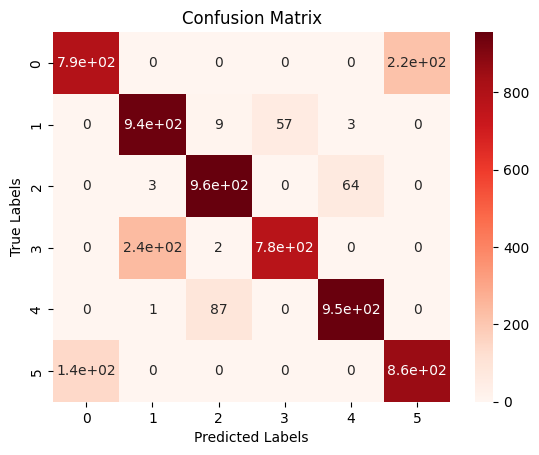 Confusion Matrix
0 7.9e+02 0 0 0 0 2.2e+02
1 0 9.4e+02 9 57 3 0
2 0 3 9.6e+02 0 64 0
3 0 2.4e+02 2 7.8e+02 0 0
4 0 1 87 0 9.5e+02 0
5 1.4e+02 0 0 0 0 8.6e+02
0 1 2 3 4 5
True Labels
Predicted Labels
800
600
400
200
0